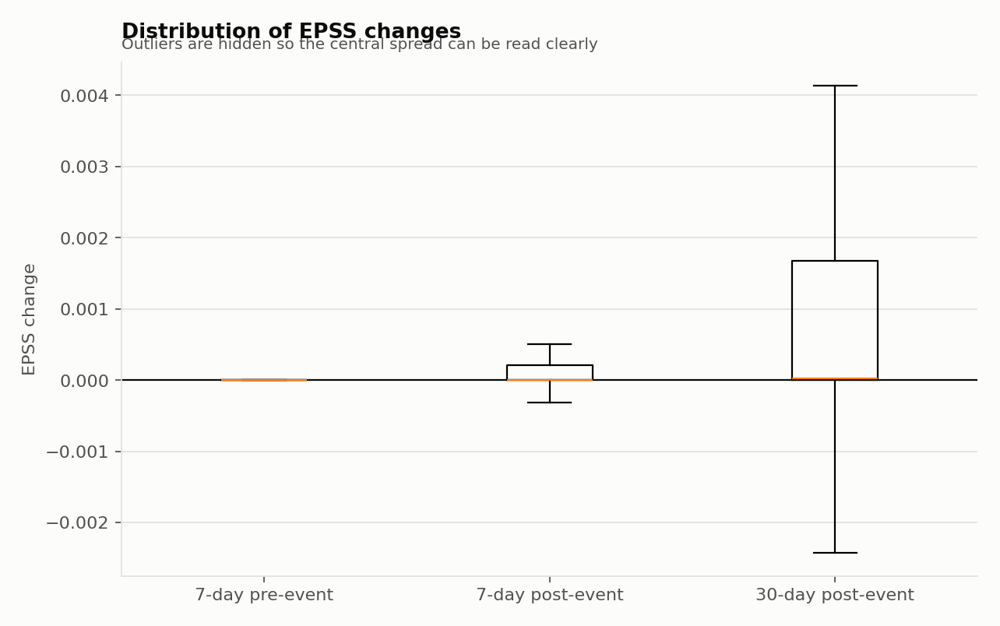 Distribution of EPSS changes
Outliers are hidden so the central spread can be read clearly
EPSS change
0.004
0.003
0.002
0.001
0.000
−0.001
−0.002
7-day pre-event
7-day post-event
30-day post-event